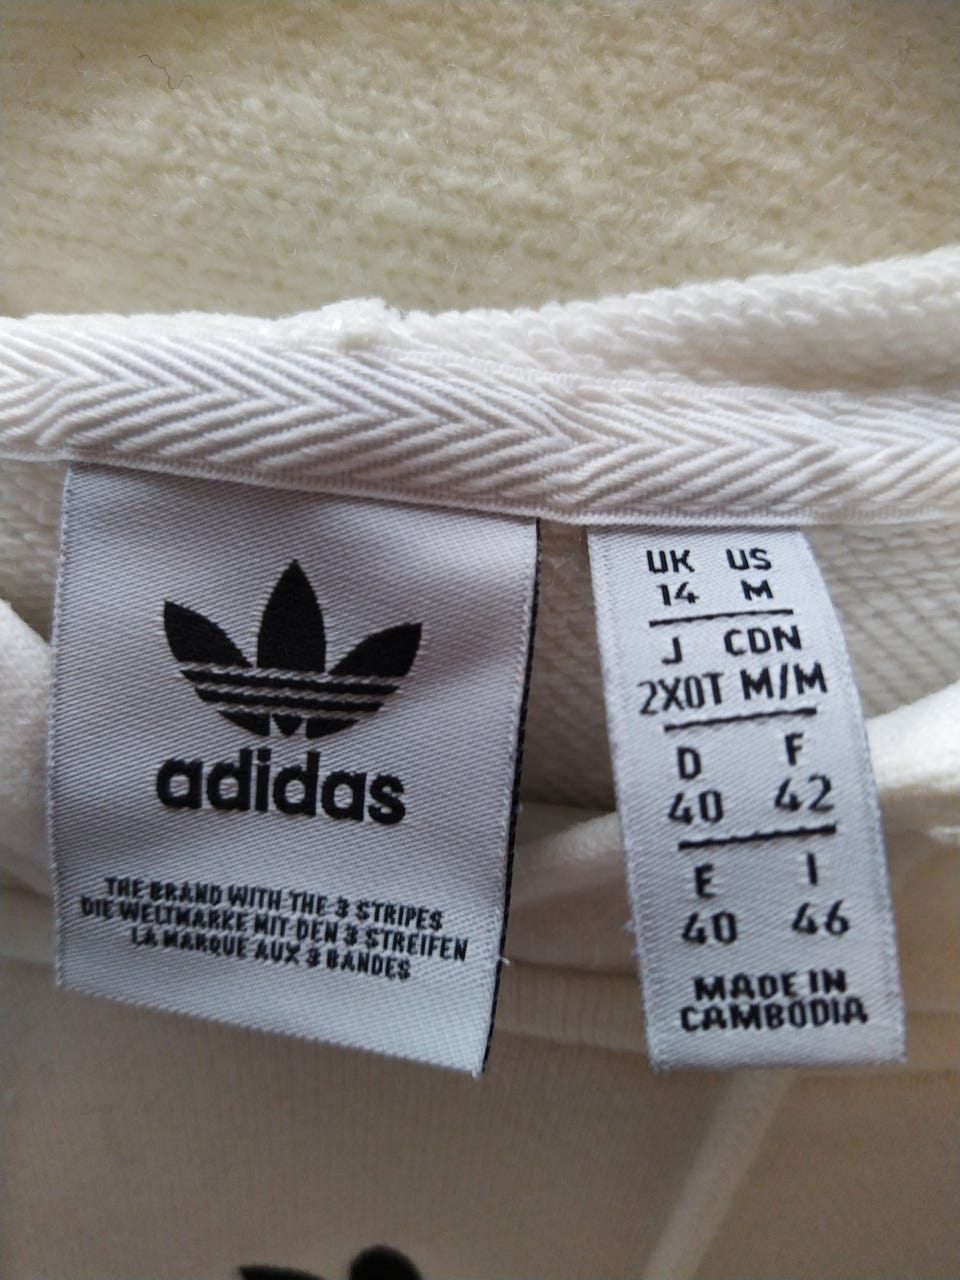 adidas
THE BRAND WITH THE 3 STRIPES
DIE WELTMARKE MIT DEN 3 STREIFEN
LA MARQUE AUX 3 BANDES
UK US
14 M
J CDN
2XOT M/M
D F
40 42
E I
40 46
MADE IN
CAMBODIA